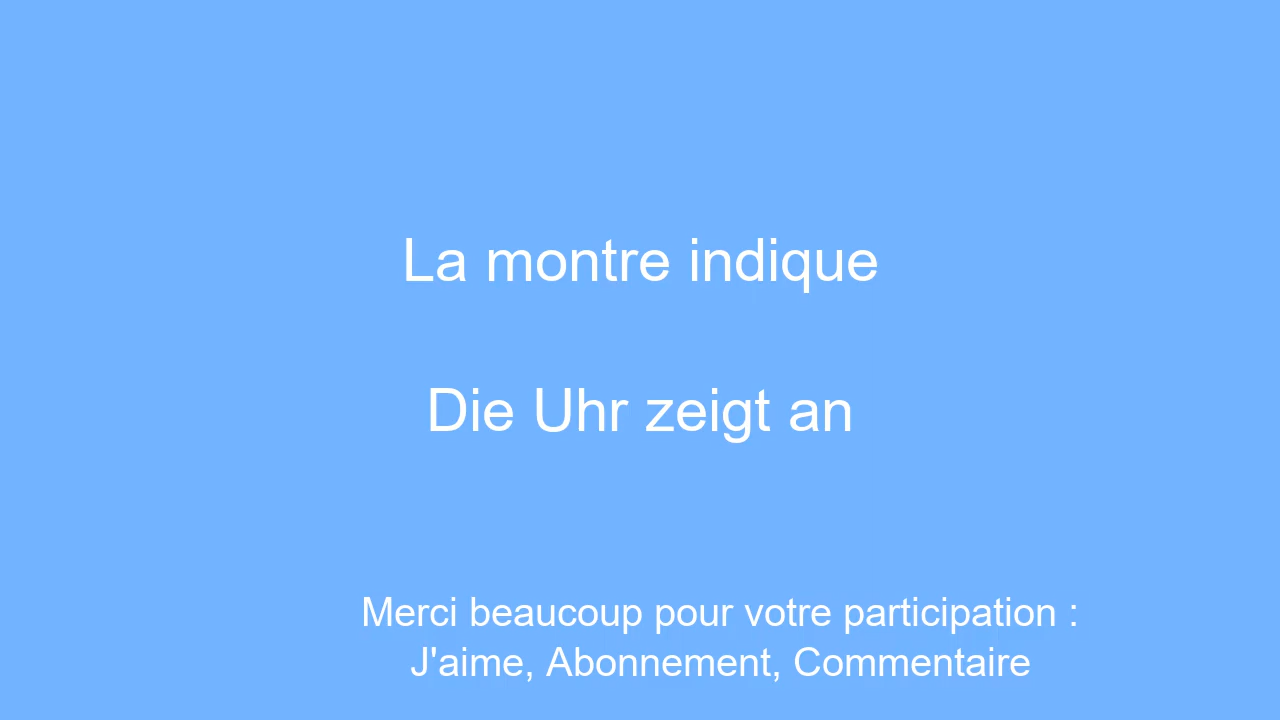 La montre indique
Die Uhr zeigt an
Merci beaucoup pour votre participation :
J'aime, Abonnement, Commentaire